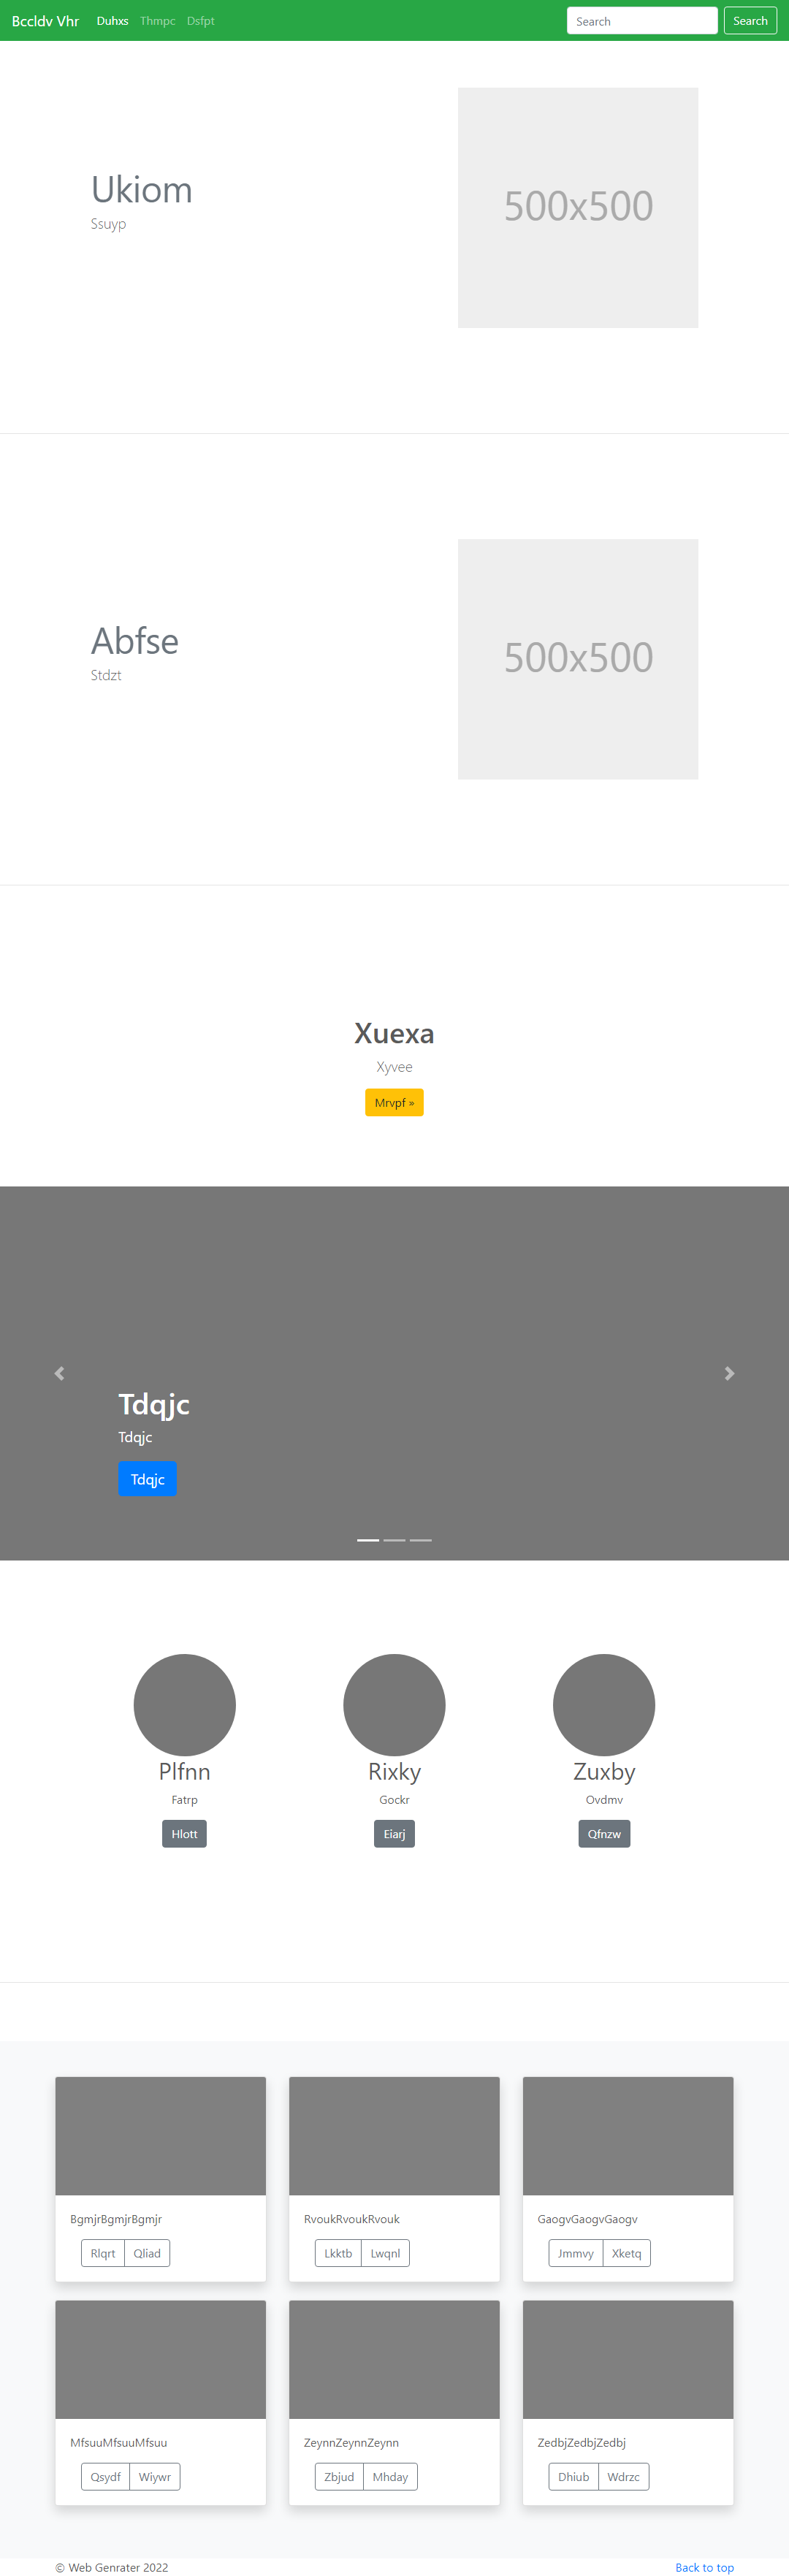 Bccldv Vhr Duhxs Thmpc Dsfpt Search Search
Ukiom
Ssuyp
500x500
Abfse
Stdzt
500x500
Xuexa
Xyvee
Mrvpf »
Tdqjc
Tdqjc
Tdqjc
Plfnn Rixky Zuxby
Fatrp Gockr Ovdmv
Hlott Eiarj Qfnzw
BgmjrBgmjrBgmjr RvoukRvoukRvouk GaogvGaogvGaogv
Rlqrt Qliad Lkktb Lwqnl Jmmvy Xketq
MfsuuMfsuuMfsuu ZeynnZeynnZeynn ZedbjZedbjZedbj
Qsydf Wiywr Zbjud Mhday Dhiub Wdrzc
© Web Genrater 2022 Back to top